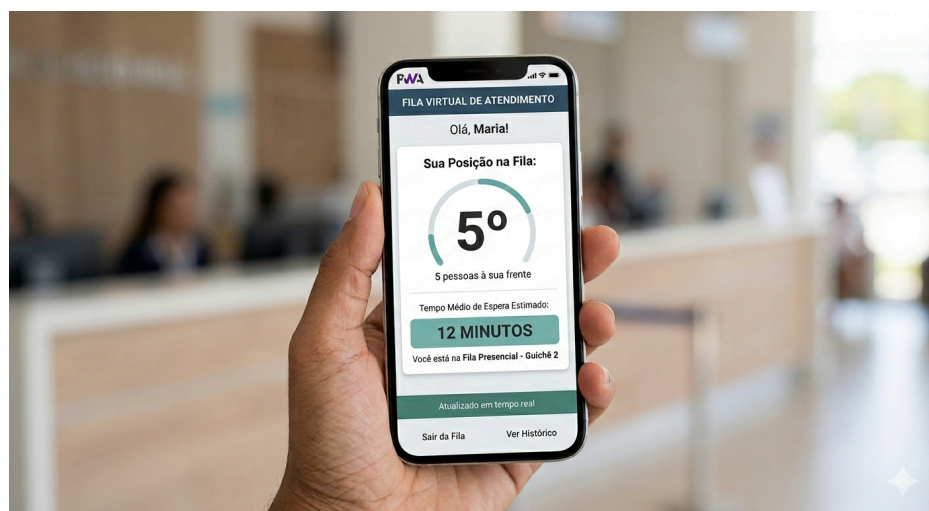 PWA
FILA VIRTUAL DE ATENDIMENTO
Olá, Maria!
Sua Posição na Fila:
5º
5 pessoas à sua frente
Tempo Médio de Espera Estimado:
12 MINUTOS
Você está na Fila Presencial - Guichê 2
Atualizado em tempo real
Sair da Fila
Ver Histórico